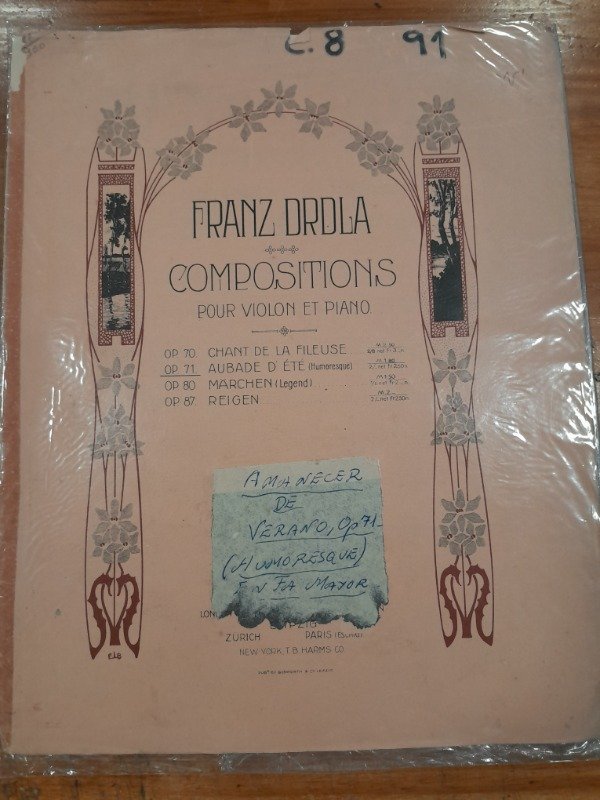 C. 8 91
FRANZ DRDLA
COMPOSITIONS
POUR VIOLON ET PIANO.
OP. 70 CHANT DE LA FILEUSE
OP. 71 AUBADE D'ÉTÉ (Humoresque)
OP. 80 MÄRCHEN (Legend)
OP. 87 REIGEN
AMANECER
DE
VERANO, Op 71-
(HUMORESQUE)
EN FA MAYOR
ZURICH PARIS
NEW YORK, T. B. HARMS CO.